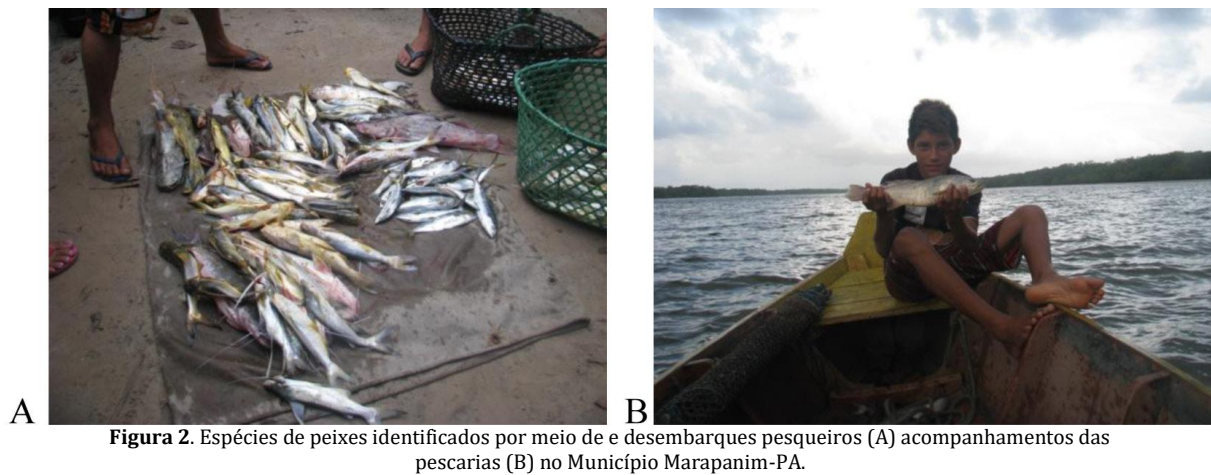 A
B
Figura 2. Espécies de peixes identificados por meio de e desembarques pesqueiros (A) acompanhamentos das
pescarias (B) no Município Marapanim-PA.